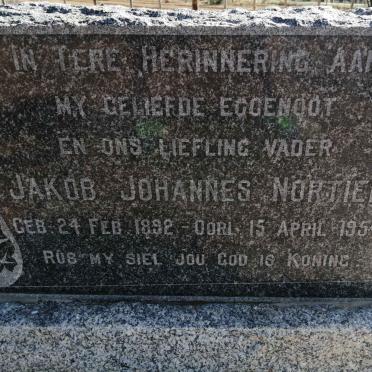 IN TERE HERINNERING AAN
MY GELIEFDE EGGENOOT
EN ONS LIEFLING VADER
JAKOB JOHANNES NORTIER
GEB. 24 FEB. 1892 - OORL. 15 APRIL 195
RUS MY SIEL JOU GOD IS KONING